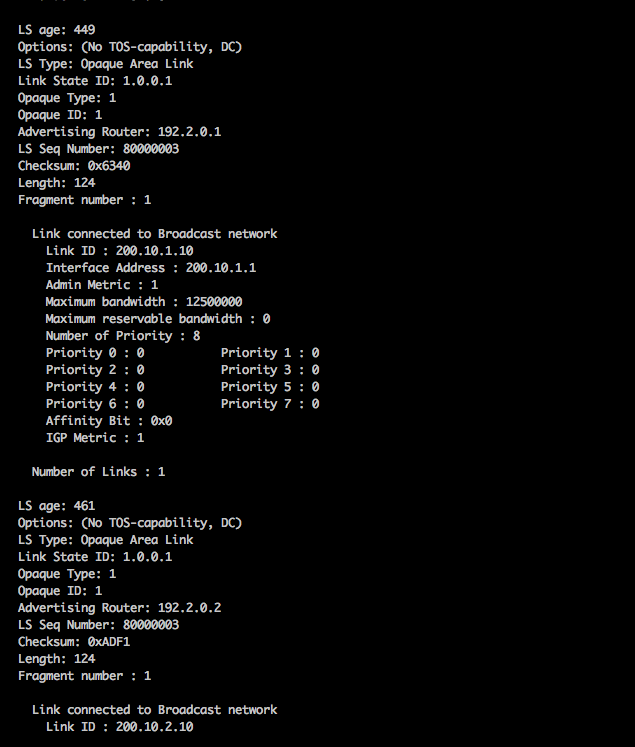 LS age: 449
Options: (No TOS-capability, DC)
LS Type: Opaque Area Link
Link State ID: 1.0.0.1
Opaque Type: 1
Opaque ID: 1
Advertising Router: 192.2.0.1
LS Seq Number: 80000003
Checksum: 0x6340
Length: 124
Fragment number : 1
Link connected to Broadcast network
Link ID : 200.10.1.10
Interface Address : 200.10.1.1
Admin Metric : 1
Maximum bandwidth : 12500000
Maximum reservable bandwidth : 0
Number of Priority : 8
Priority 0 : 0 Priority 1 : 0
Priority 2 : 0 Priority 3 : 0
Priority 4 : 0 Priority 5 : 0
Priority 6 : 0 Priority 7 : 0
Affinity Bit : 0x0
IGP Metric : 1
Number of Links : 1
LS age: 461
Options: (No TOS-capability, DC)
LS Type: Opaque Area Link
Link State ID: 1.0.0.1
Opaque Type: 1
Opaque ID: 1
Advertising Router: 192.2.0.2
LS Seq Number: 80000003
Checksum: 0xADF1
Length: 124
Fragment number : 1
Link connected to Broadcast network
Link ID : 200.10.2.10